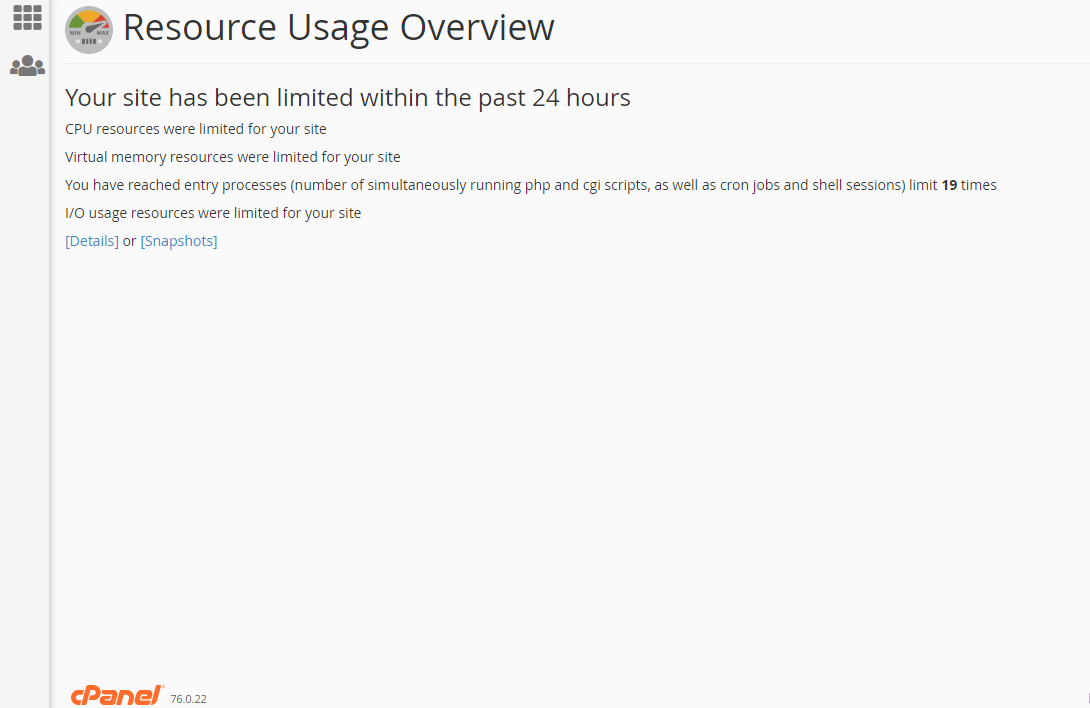 MIN MAX
Resource Usage Overview
Your site has been limited within the past 24 hours
CPU resources were limited for your site
Virtual memory resources were limited for your site
You have reached entry processes (number of simultaneously running php and cgi scripts, as well as cron jobs and shell sessions) limit 19 times
I/O usage resources were limited for your site
[Details] or [Snapshots]
cPanel 76.0.22